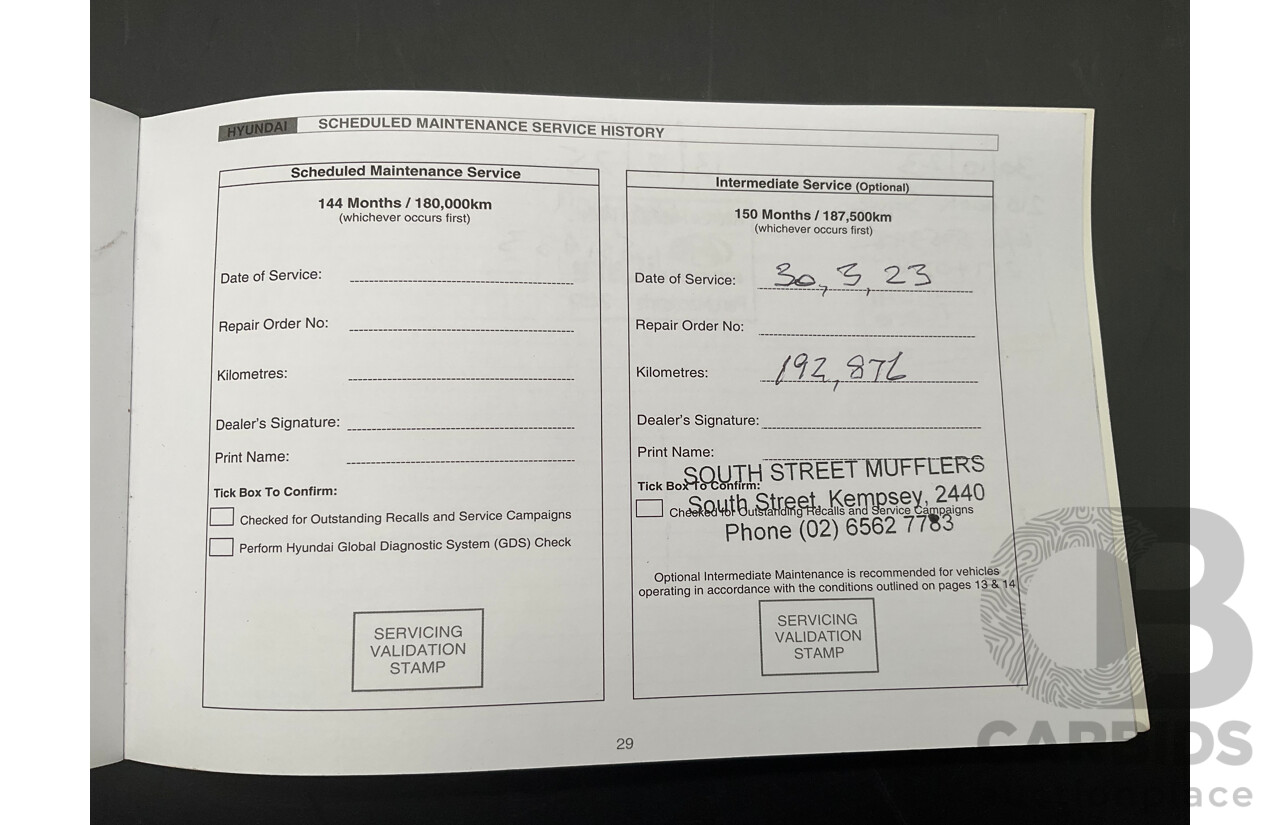 HYUNDAI SCHEDULED MAINTENANCE SERVICE HISTORY
Scheduled Maintenance Service
144 Months / 180,000km
(whichever occurs first)
Date of Service:
Repair Order No:
Kilometres:
Dealer's Signature:
Print Name:
Tick Box To Confirm:
Checked for Outstanding Recalls and Service Campaigns
Perform Hyundai Global Diagnostic System (GDS) Check
SERVICING
VALIDATION
STAMP
Intermediate Service (Optional)
150 Months / 187,500km
(whichever occurs first)
Date of Service: 30, 3, 23
Repair Order No:
Kilometres: 192,876
Dealer's Signature:
Print Name:
SOUTH STREET MUFFLERS
Tick Box To Confirm:
South Street, Kempsey, 2440
Checked for Outstanding Recalls and Service Campaigns
Phone (02) 6562 7783
Optional Intermediate Maintenance is recommended for vehicles
operating in accordance with the conditions outlined on pages 13 & 14
SERVICING
VALIDATION
STAMP
29